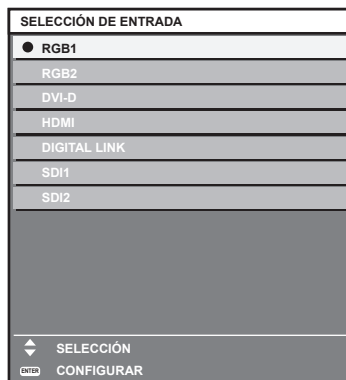 SELECCIÓN DE ENTRADA
RGB1
RGB2
DVI-D
HDMI
DIGITAL LINK
SDI1
SDI2
SELECCIÓN
ENTER CONFIGURAR